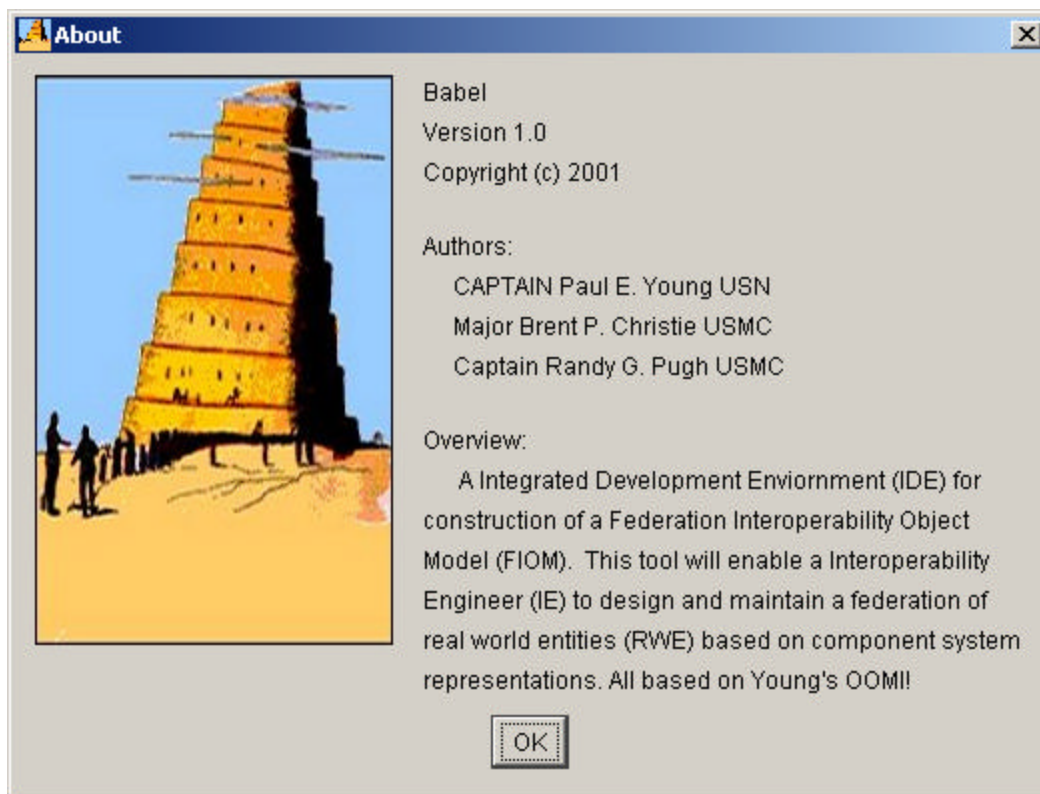 About
Babel
Version 1.0
Copyright (c) 2001
Authors:
CAPTAIN Paul E. Young USN
Major Brent P. Christie USMC
Captain Randy G. Pugh USMC
Overview:
A Integrated Development Enviornment (IDE) for
construction of a Federation Interoperability Object
Model (FIOM).  This tool will enable a Interoperability
Engineer (IE) to design and maintain a federation of
real world entities (RWE) based on component system
representations. All based on Young's OOMI!
OK